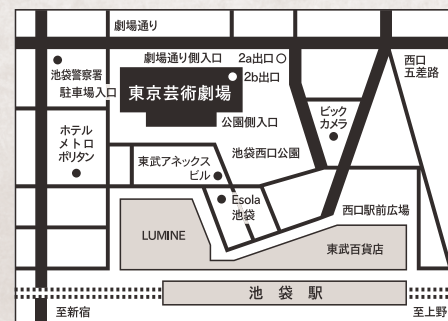 劇場通り
劇場通り側入口
2a出口
2b出口
西口
五差路
池袋警察署
駐車場入口
東京芸術劇場
公園側入口
ビック
カメラ
ホテル
メトロ
ポリタン
東武アネックス
ビル
池袋西口公園
Esola
池袋
西口駅前広場
LUMINE
東武百貨店
池袋駅
至新宿
至上野